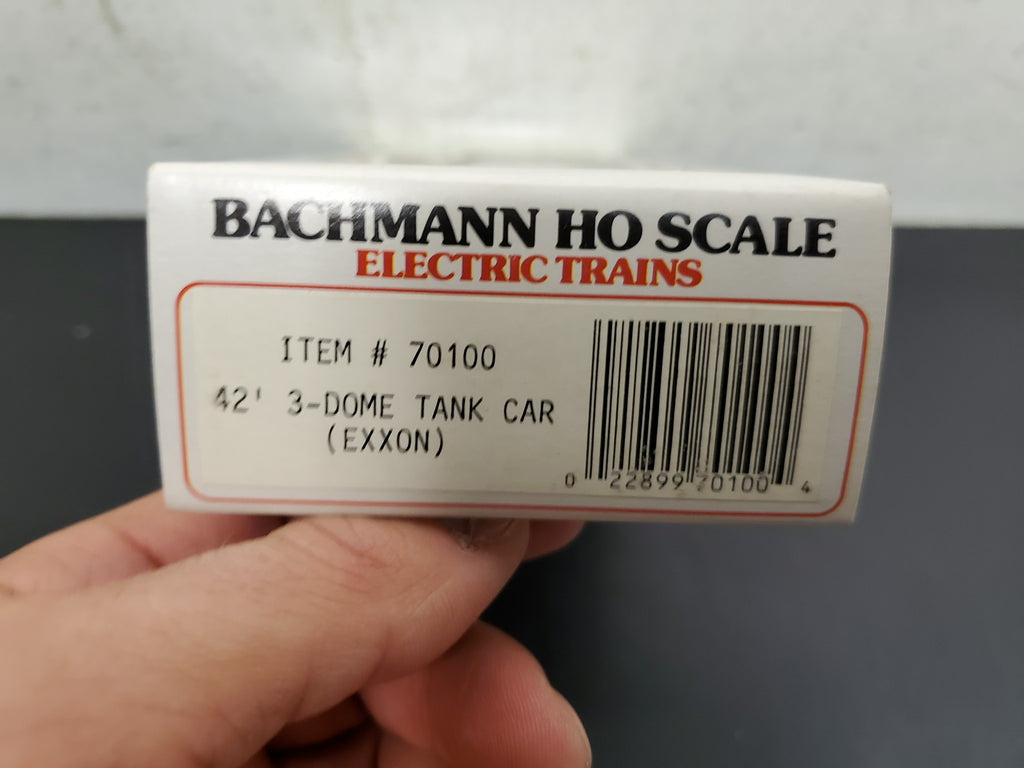 BACHMANN HO SCALE
ELECTRIC TRAINS
ITEM # 70100
42' 3-DOME TANK CAR
(EXXON)
0 22899 70100 4